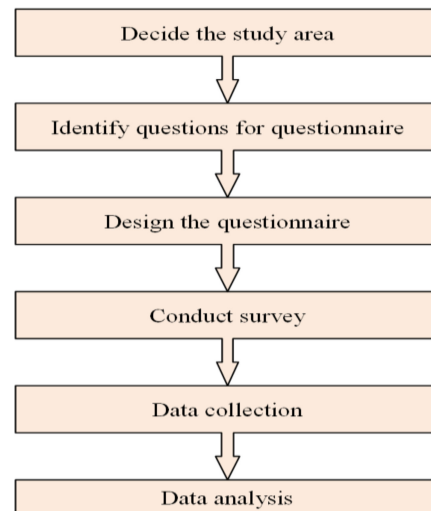 Decide the study area
Identify questions for questionnaire
Design the questionnaire
Conduct survey
Data collection
Data analysis